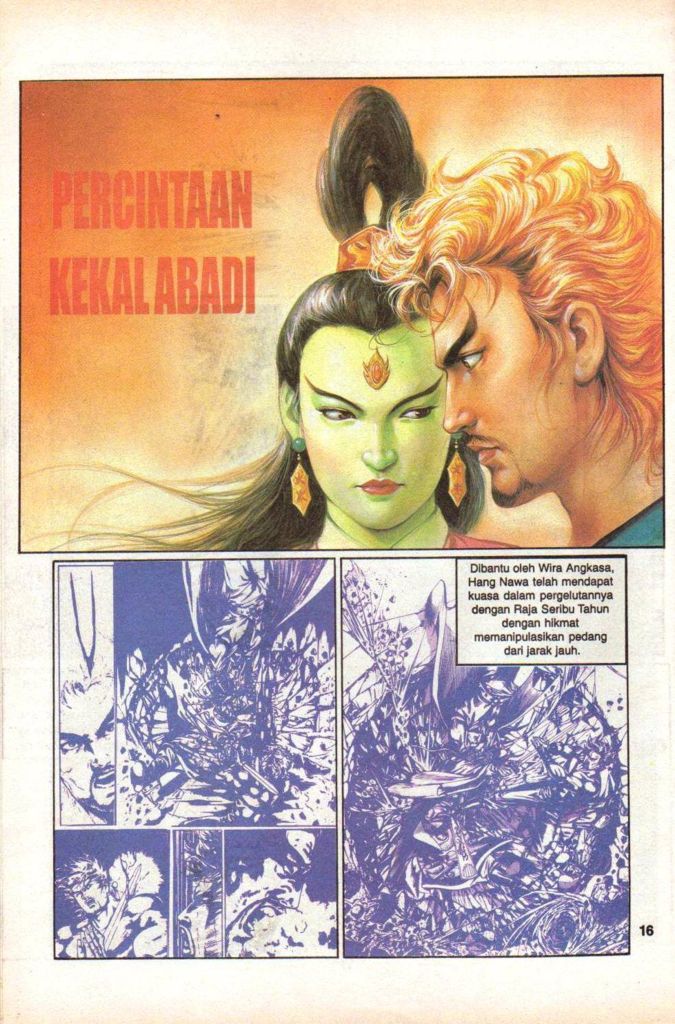 PERCINTAAN
KEKAL ABADI
Dibantu oleh Wira Angkasa,
Hang Nawa telah mendapat
kuasa dalam pergelutannya
dengan Raja Seribu Tahun
dengan hikmat
memanipulasikan pedang
dari jarak jauh.
16